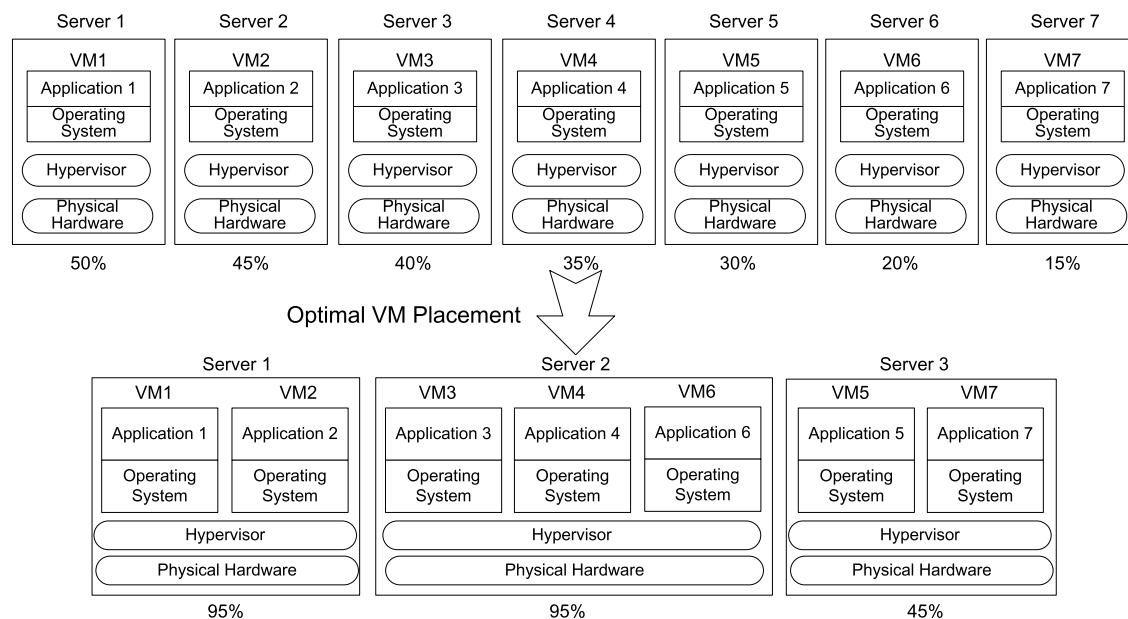 Server 1 Server 2 Server 3 Server 4 Server 5 Server 6 Server 7
VM1 VM2 VM3 VM4 VM5 VM6 VM7
Application 1 Application 2 Application 3 Application 4 Application 5 Application 6 Application 7
Operating Operating Operating Operating Operating Operating Operating
System System System System System System System
Hypervisor Hypervisor Hypervisor Hypervisor Hypervisor Hypervisor Hypervisor
Physical Physical Physical Physical Physical Physical Physical
Hardware Hardware Hardware Hardware Hardware Hardware Hardware
50% 45% 40% 35% 30% 20% 15%
Optimal VM Placement
Server 1 Server 2 Server 3
VM1 VM2 VM3 VM4 VM6 VM5 VM7
Application 1 Application 2 Application 3 Application 4 Application 6 Application 5 Application 7
Operating Operating Operating Operating Operating Operating Operating
System System System System System System System
Hypervisor Hypervisor Hypervisor
Physical Hardware Physical Hardware Physical Hardware
95% 95% 45%